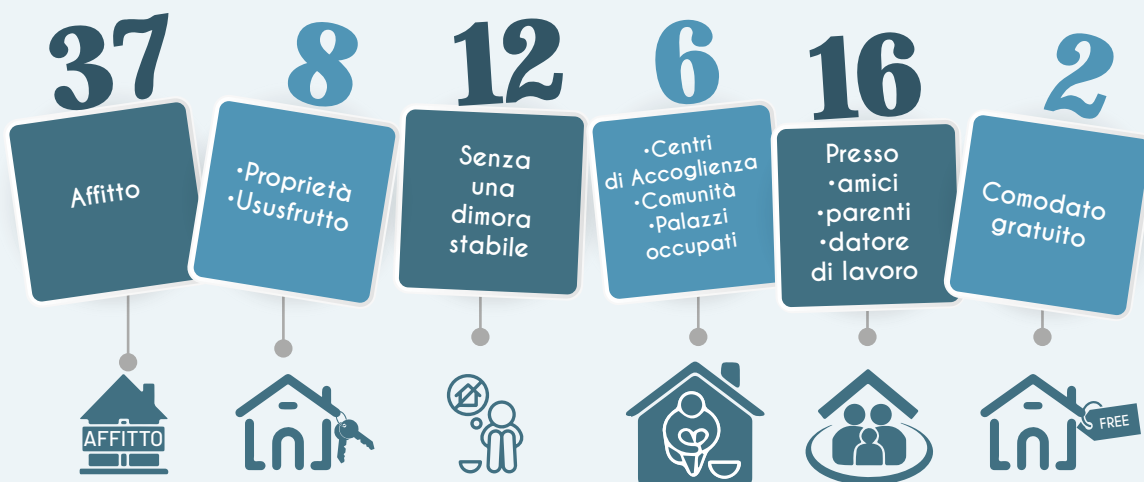 37
Affitto
8
•Proprietà
•Ususfrutto
12
Senza
una
dimora
stabile
6
•Centri
di Accoglienza
•Comunità
•Palazzi
occupati
16
Presso
•amici
•parenti
•datore
di lavoro
2
Comodato
gratuito
AFFITTO
FREE